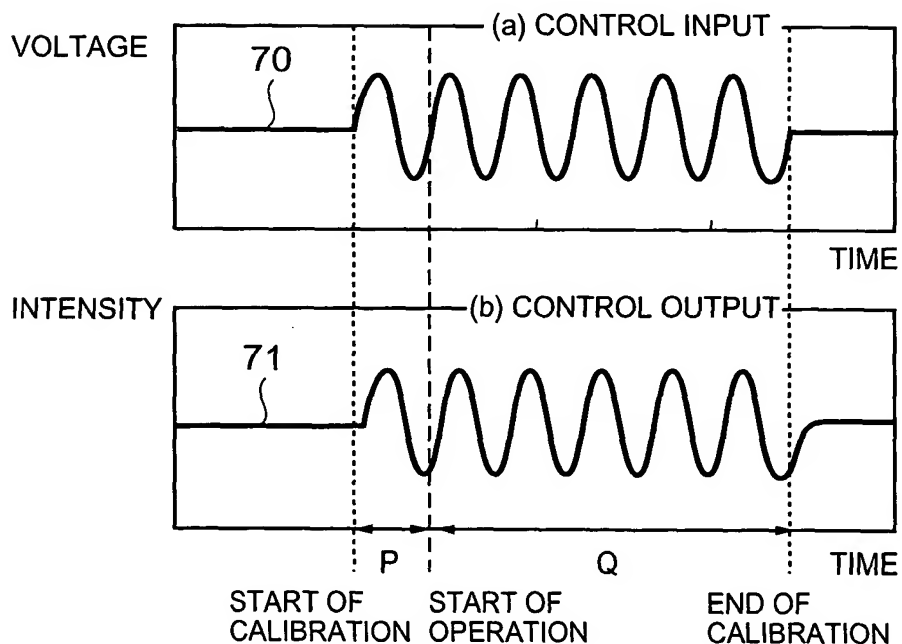 (a) CONTROL INPUT
VOLTAGE
70
TIME
INTENSITY
(b) CONTROL OUTPUT
71
P
Q
TIME
START OF
CALIBRATION
START OF
OPERATION
END OF
CALIBRATION